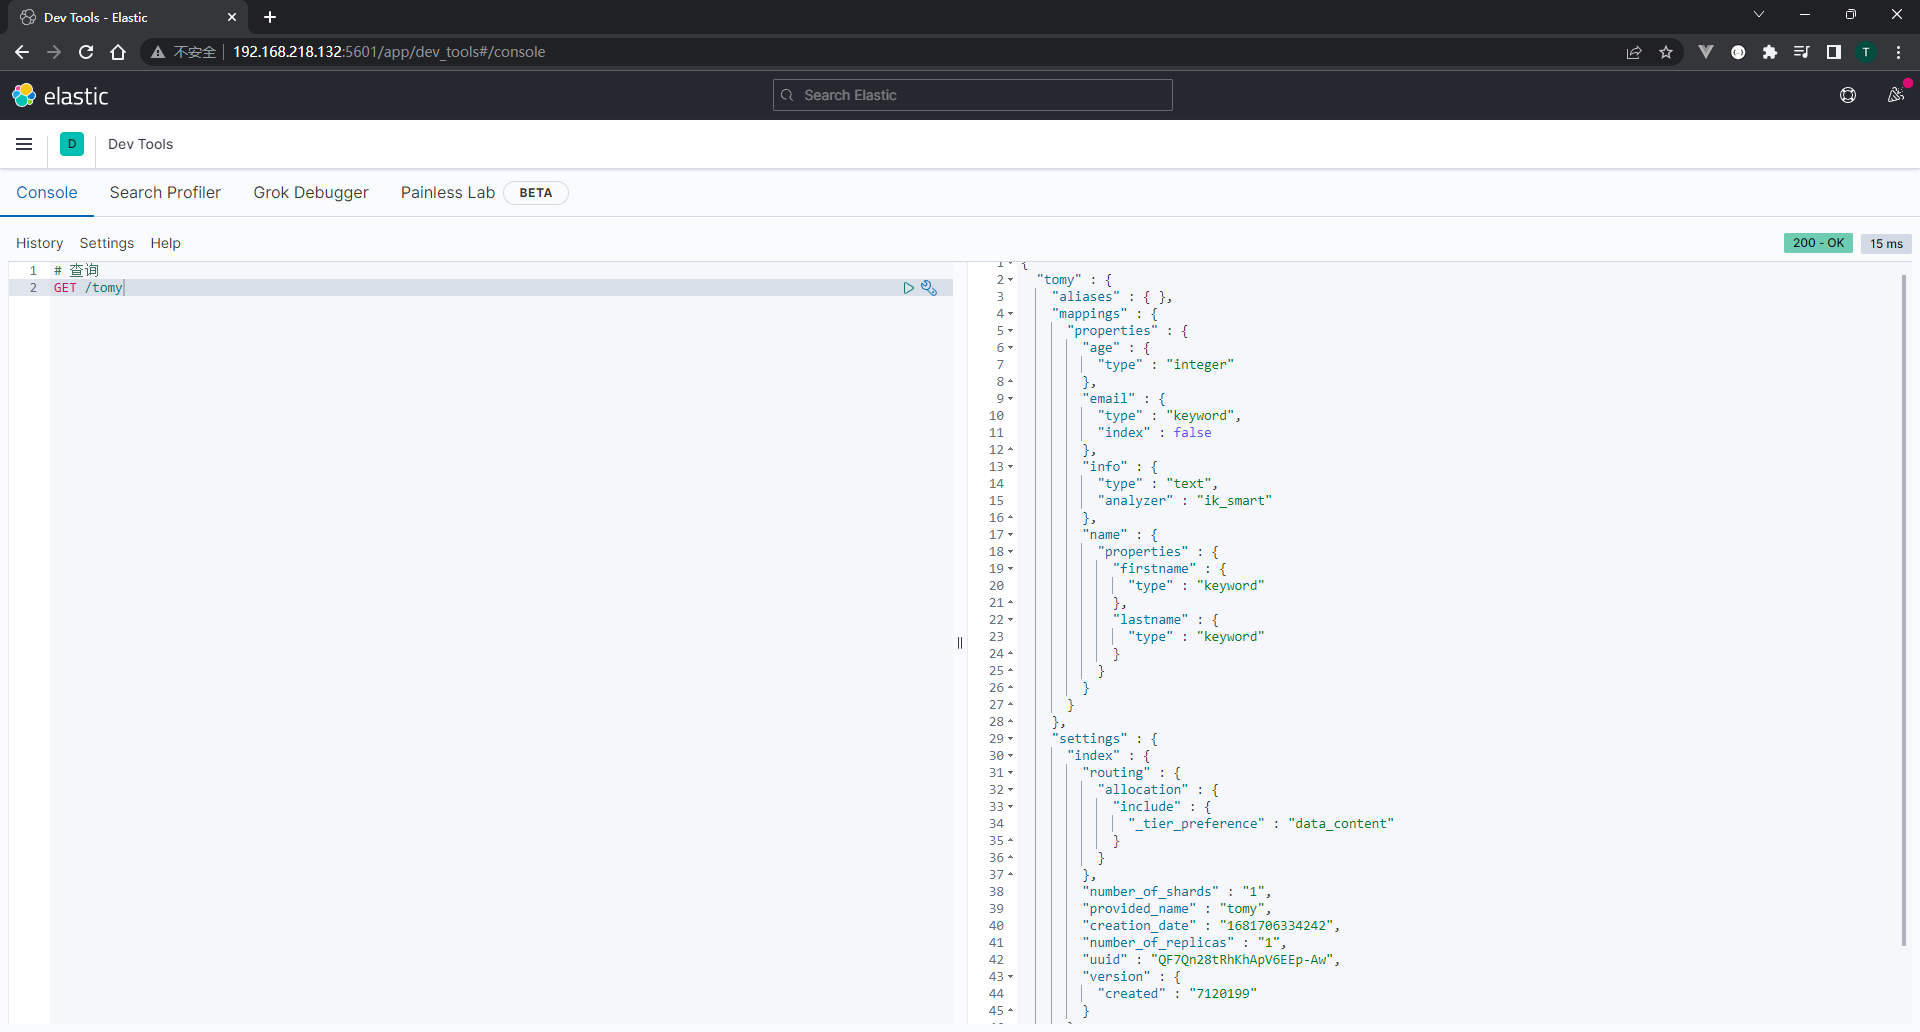 Dev Tools - Elastic
不安全 192.168.218.132:5601/app/dev_tools#/console
T
elastic
Search Elastic
D
Dev Tools
Console Search Profiler Grok Debugger Painless Lab BETA
History Settings Help
200 - OK 15 ms
1 # 查询
2 GET /tomy
1 {
2 "tomy" : {
3 "aliases" : { },
4 "mappings" : {
5 "properties" : {
6 "age" : {
7 "type" : "integer"
8 },
9 "email" : {
10 "type" : "keyword",
11 "index" : false
12 },
13 "info" : {
14 "type" : "text",
15 "analyzer" : "ik_smart"
16 },
17 "name" : {
18 "properties" : {
19 "firstname" : {
20 "type" : "keyword"
21 },
22 "lastname" : {
23 "type" : "keyword"
24 }
25 }
26 }
27 }
28 },
29 "settings" : {
30 "index" : {
31 "routing" : {
32 "allocation" : {
33 "include" : {
34 "_tier_preference" : "data_content"
35 }
36 }
37 },
38 "number_of_shards" : "1",
39 "provided_name" : "tomy",
40 "creation_date" : "1681706334242",
41 "number_of_replicas" : "1",
42 "uuid" : "QF7Qn28tRhKhApV6EEp-Aw",
43 "version" : {
44 "created" : "7120199"
45 }